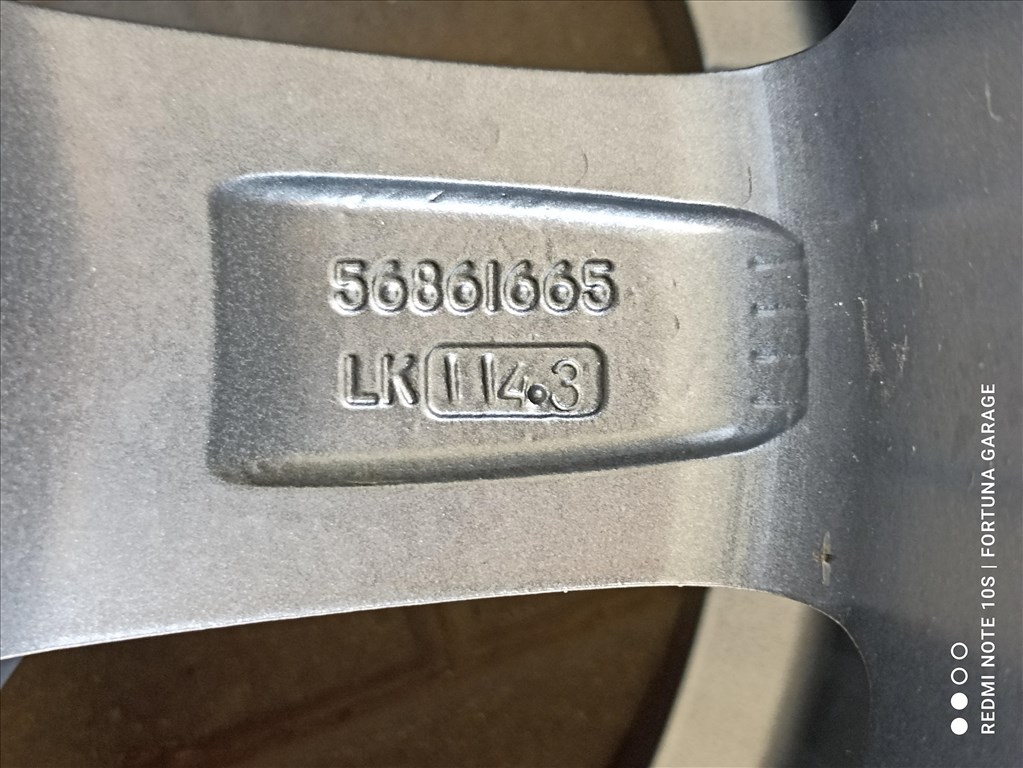 56861665
LK 114.3
REDMI NOTE 10S | FORTUNA GARAGE